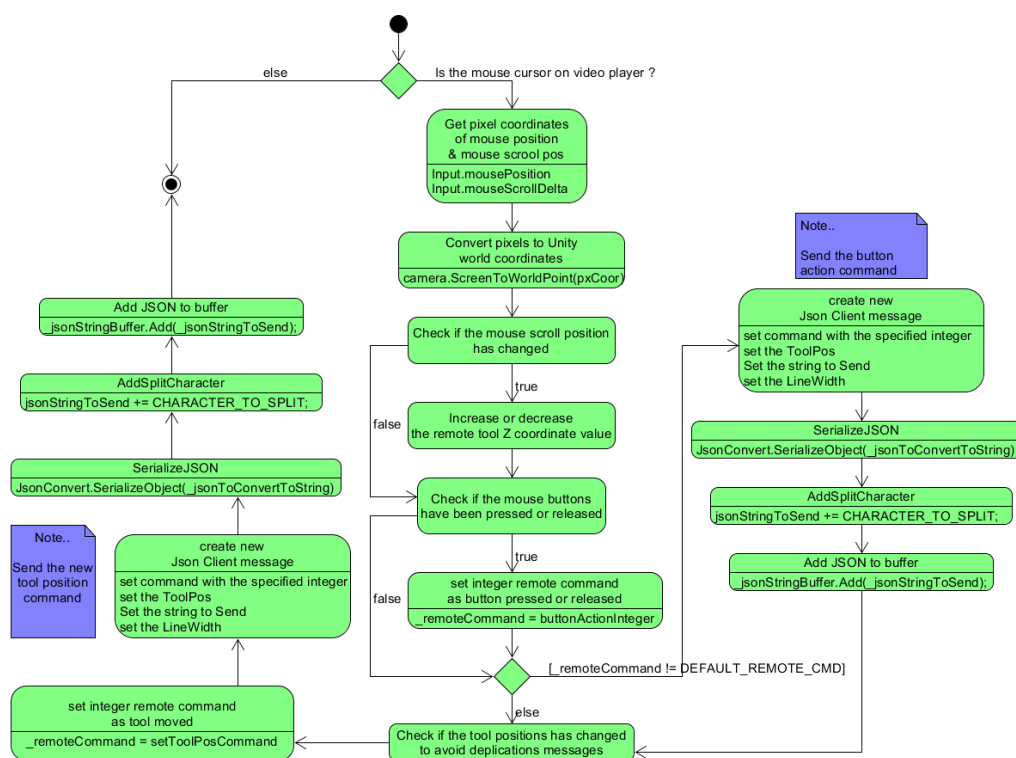 else
Is the mouse cursor on video player ?
Get pixel coordinates
of mouse position
& mouse scrool pos
Input.mousePosition
Input.mouseScrollDelta
Convert pixels to Unity
world coordinates
camera.ScreenToWorldPoint(pxCoor)
Check if the mouse scroll position
has changed
true
false
Increase or decrease
the remote tool Z coordinate value
Check if the mouse buttons
have been pressed or released
true
false
set integer remote command
as button pressed or released
_remoteCommand = buttonActionInteger
[_remoteCommand != DEFAULT_REMOTE_CMD]
else
Note..
Send the button
action command
create new
Json Client message
set command with the specified integer
set the ToolPos
Set the string to Send
set the LineWidth
SerializeJSON
JsonConvert.SerializeObject(_jsonToConvertToString)
AddSplitCharacter
jsonStringToSend += CHARACTER_TO_SPLIT;
Add JSON to buffer
_jsonStringBuffer.Add(_jsonStringToSend);
Check if the tool positions has changed
to avoid deplications messages
set integer remote command
as tool moved
_remoteCommand = setToolPosCommand
Note..
Send the new
tool position
command
create new
Json Client message
set command with the specified integer
set the ToolPos
Set the string to Send
set the LineWidth
SerializeJSON
JsonConvert.SerializeObject(_jsonToConvertToString)
AddSplitCharacter
jsonStringToSend += CHARACTER_TO_SPLIT;
Add JSON to buffer
_jsonStringBuffer.Add(_jsonStringToSend);